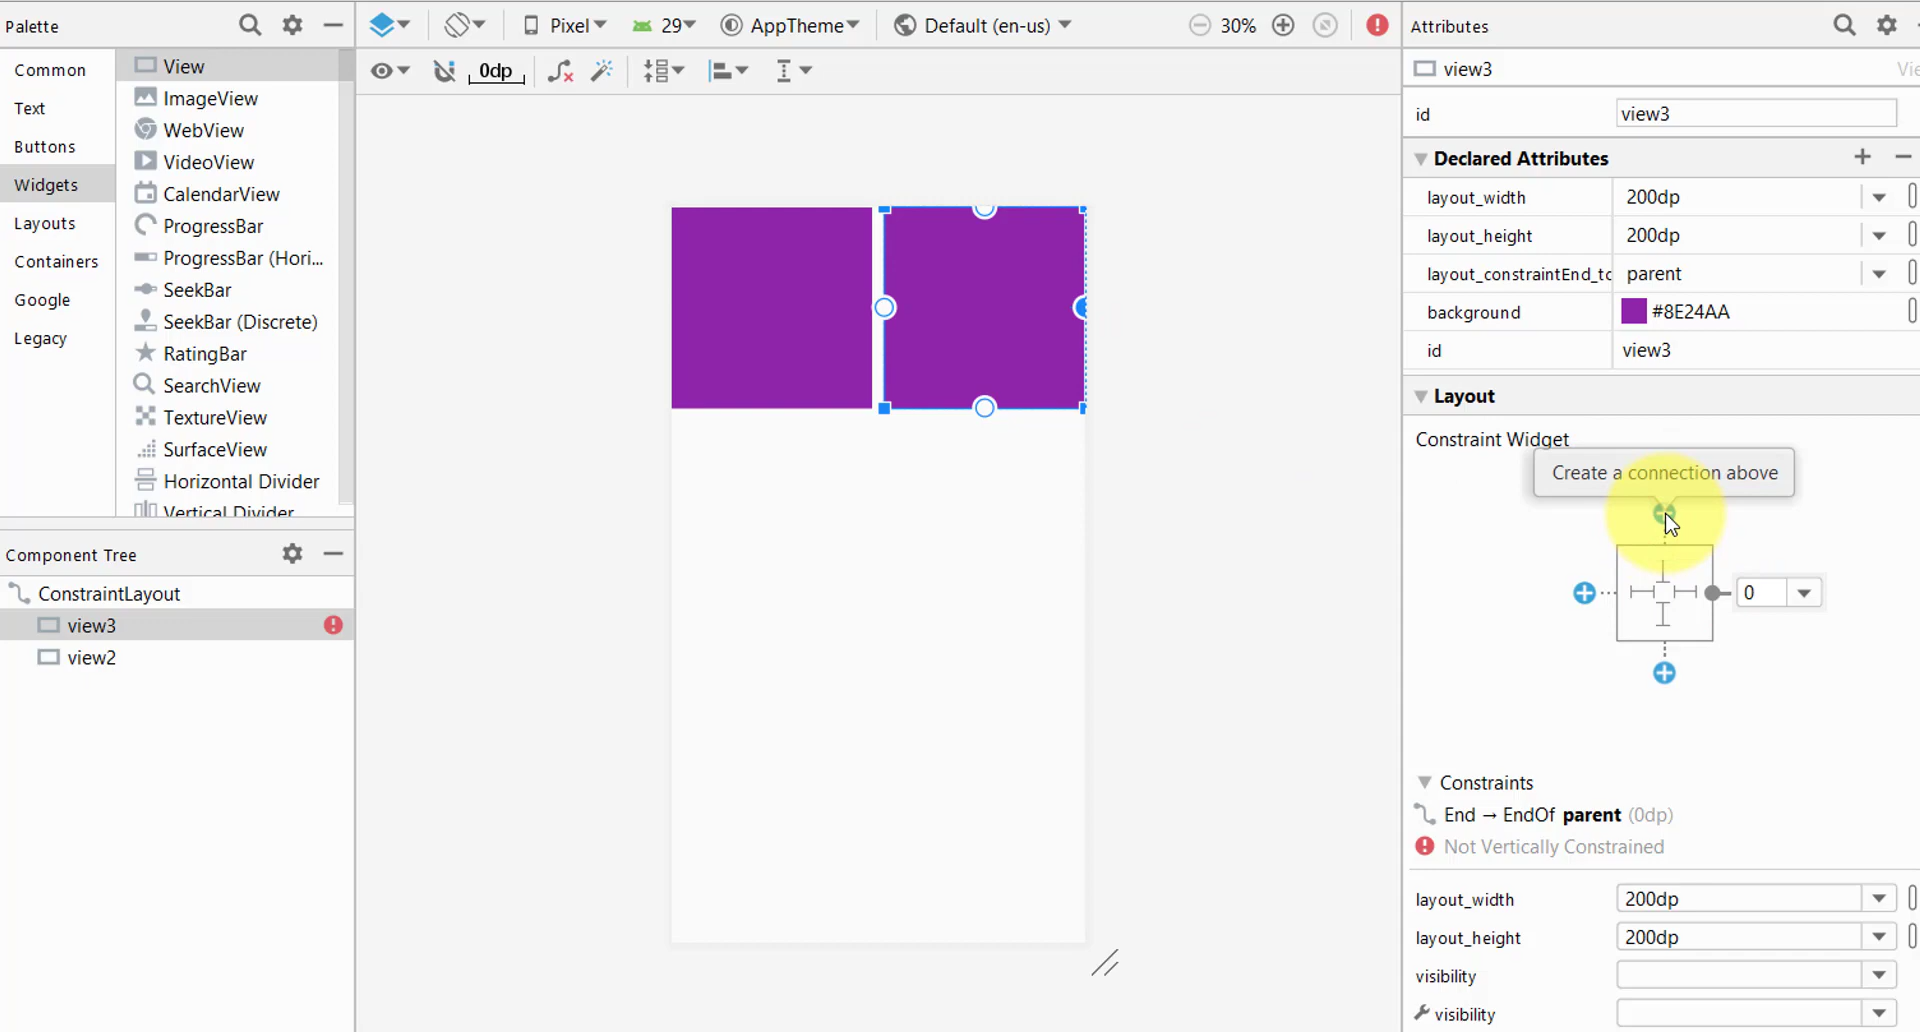 Palette
Pixel
29
AppTheme
Default (en-us)
30%
Attributes
Common
Text
Buttons
Widgets
Layouts
Containers
Google
Legacy
View
ImageView
WebView
VideoView
CalendarView
ProgressBar
ProgressBar (Hori...
SeekBar
SeekBar (Discrete)
RatingBar
SearchView
TextureView
SurfaceView
Horizontal Divider
Vertical Divider
0dp
Component Tree
ConstraintLayout
view3
view2
view3
id
view3
Declared Attributes
layout_width 200dp
layout_height 200dp
layout_constraintEnd_to parent
background #8E24AA
id view3
Layout
Constraint Widget
Create a connection above
0
Constraints
End → EndOf parent (0dp)
Not Vertically Constrained
layout_width 200dp
layout_height 200dp
visibility
visibility